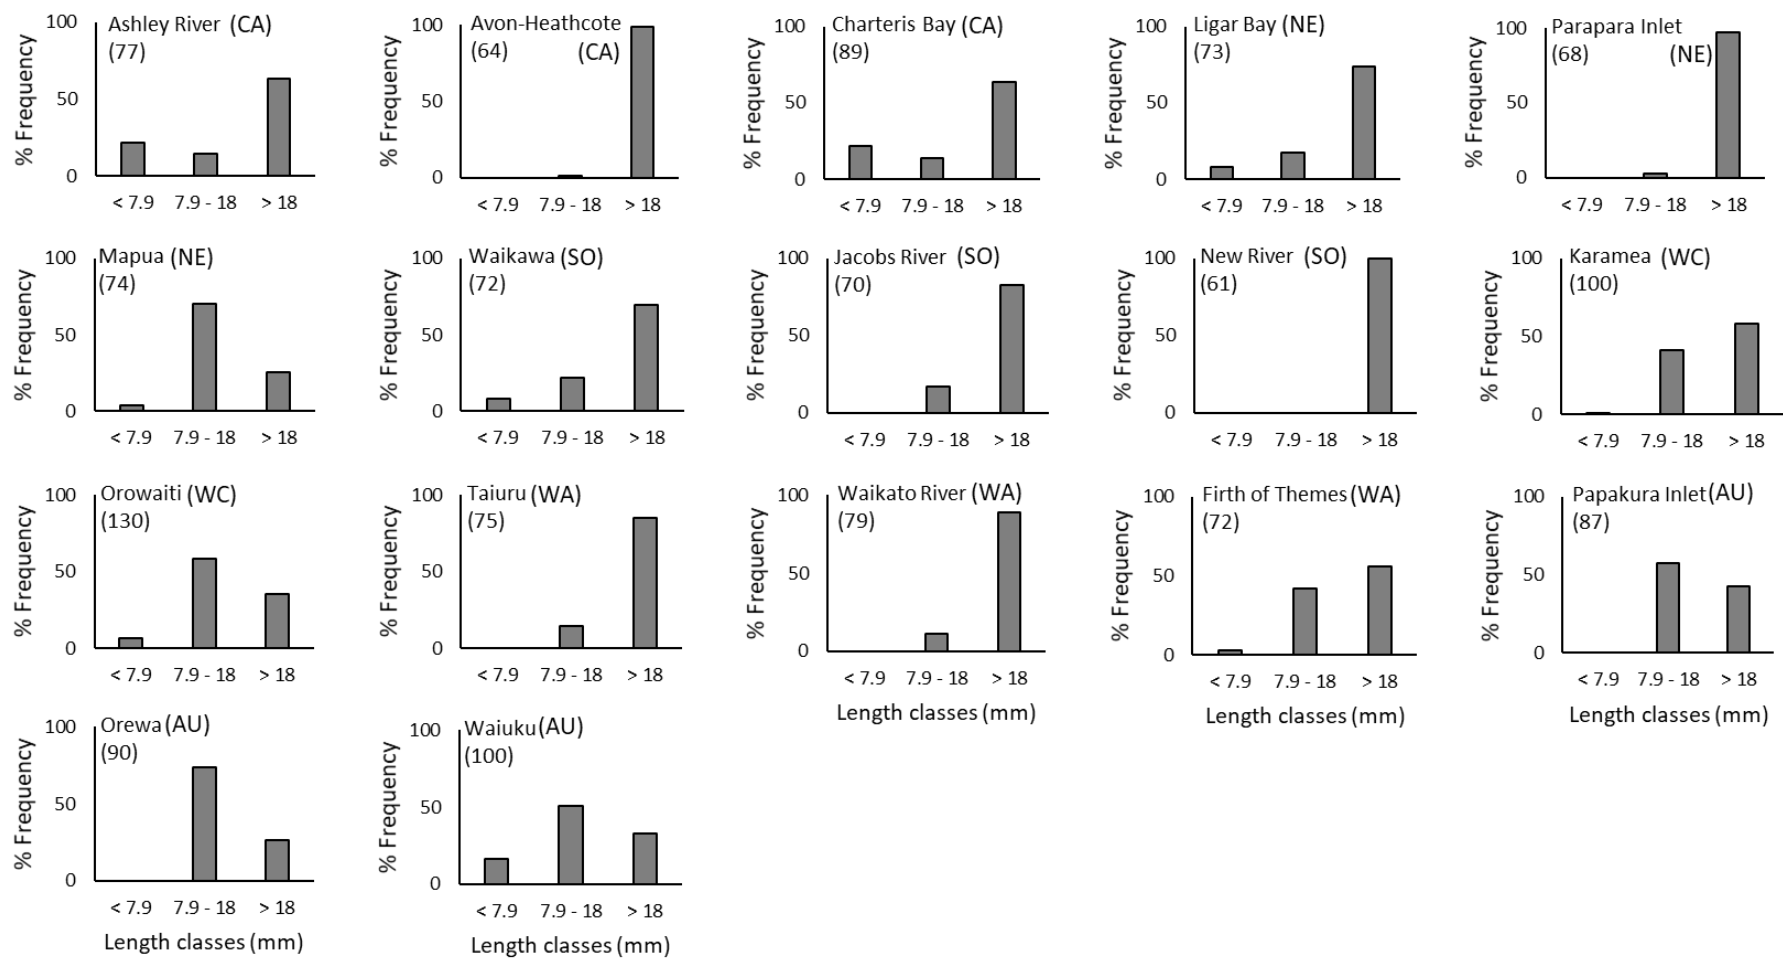 Ashley River (CA)
(77)
100
50
0
% Frequency
< 7.9 7.9 - 18 > 18
Avon-Heathcote
(64) (CA)
100
50
0
% Frequency
< 7.9 7.9 - 18 > 18
Charteris Bay (CA)
(89)
100
50
0
% Frequency
< 7.9 7.9 - 18 > 18
Ligar Bay (NE)
(73)
100
50
0
% Frequency
< 7.9 7.9 - 18 > 18
Parapara Inlet
(68) (NE)
100
50
0
% Frequency
< 7.9 7.9 - 18 > 18
Mapua (NE)
(74)
100
50
0
% Frequency
< 7.9 7.9 - 18 > 18
Waikawa (SO)
(72)
100
50
0
% Frequency
< 7.9 7.9 - 18 > 18
Jacobs River (SO)
(70)
100
50
0
% Frequency
< 7.9 7.9 - 18 > 18
New River (SO)
(61)
100
50
0
% Frequency
< 7.9 7.9 - 18 > 18
Karamea (WC)
(100)
100
50
0
% Frequency
< 7.9 7.9 - 18 > 18
Orowaiti (WC)
(130)
100
50
0
% Frequency
< 7.9 7.9 - 18 > 18
Taiuru (WA)
(75)
100
50
0
% Frequency
< 7.9 7.9 - 18 > 18
Waikato River (WA)
(79)
100
50
0
% Frequency
< 7.9 7.9 - 18 > 18
Length classes (mm)
Firth of Themes (WA)
(72)
100
50
0
% Frequency
< 7.9 7.9 - 18 > 18
Length classes (mm)
Papakura Inlet (AU)
(87)
100
50
0
% Frequency
< 7.9 7.9 - 18 > 18
Length classes (mm)
Orewa (AU)
(90)
100
50
0
% Frequency
< 7.9 7.9 - 18 > 18
Length classes (mm)
Waiuku (AU)
(100)
100
50
0
% Frequency
< 7.9 7.9 - 18 > 18
Length classes (mm)